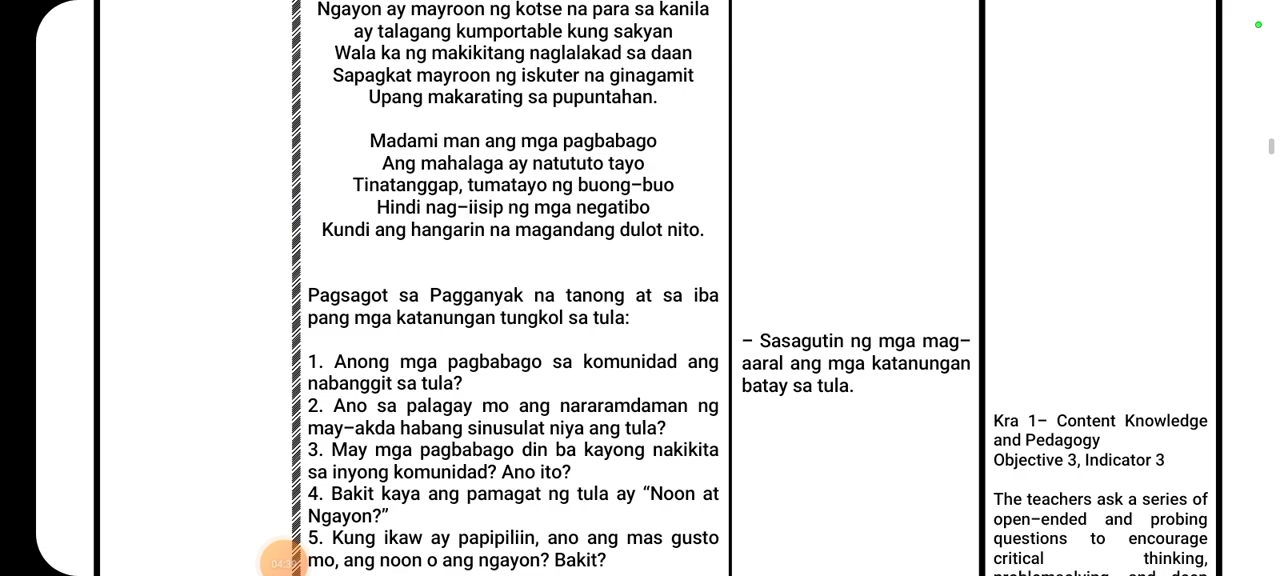 Ngayon ay mayroon ng kotse na para sa kanila
ay talagang kumportable kung sakyan
Wala ka ng makikitang naglalakad sa daan
Sapagkat mayroon ng iskuter na ginagamit
Upang makarating sa pupuntahan.
Madami man ang mga pagbabago
Ang mahalaga ay natututo tayo
Tinatanggap, tumatayo ng buong-buo
Hindi nag-iisip ng mga negatibo
Kundi ang hangarin na magandang dulot nito.
Pagsagot sa Pagganyak na tanong at sa iba
pang mga katanungan tungkol sa tula:
1. Anong mga pagbabago sa komunidad ang
nabanggit sa tula?
2. Ano sa palagay mo ang nararamdaman ng
may-akda habang sinusulat niya ang tula?
3. May mga pagbabago din ba kayong nakikita
sa inyong komunidad? Ano ito?
4. Bakit kaya ang pamagat ng tula ay “Noon at
Ngayon?”
5. Kung ikaw ay papipiliin, ano ang mas gusto
mo, ang noon o ang ngayon? Bakit?
- Sasagutin ng mga mag-
aaral ang mga katanungan
batay sa tula.
Kra 1- Content Knowledge
and Pedagogy
Objective 3, Indicator 3
The teachers ask a series of
open-ended and probing
questions to encourage
critical thinking,